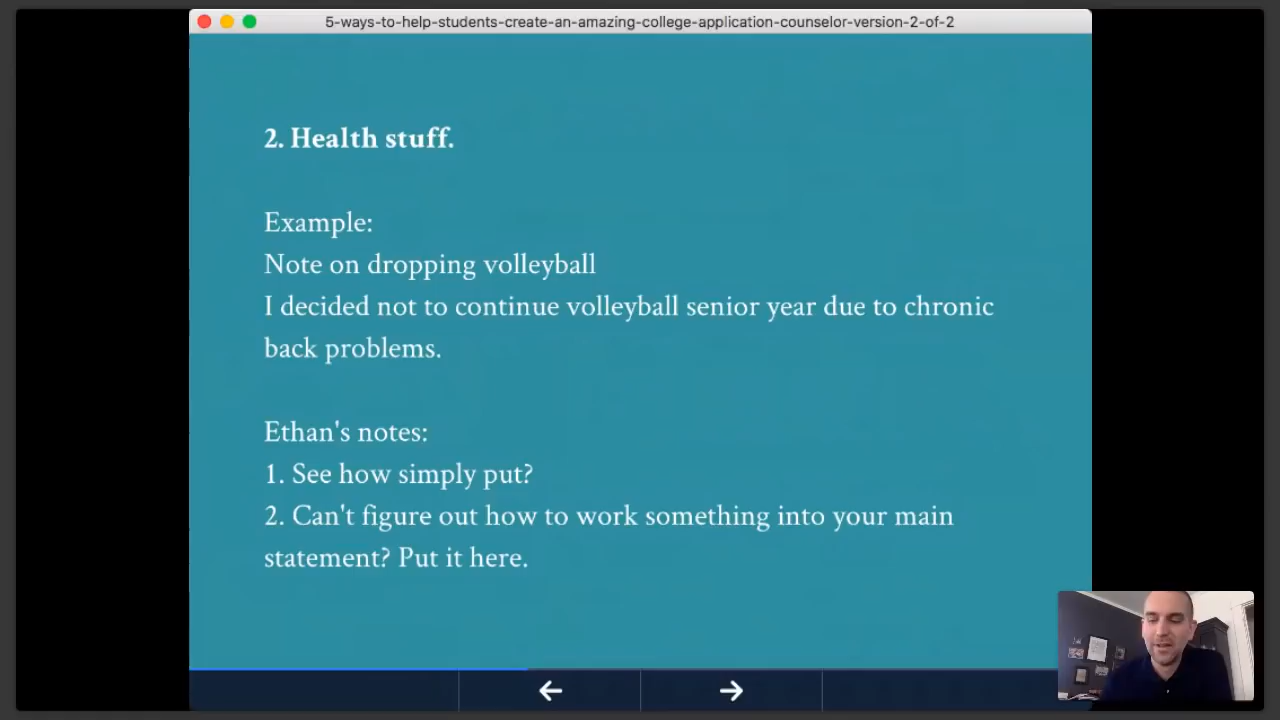 5-ways-to-help-students-create-an-amazing-college-application-counselor-version-2-of-2
2. Health stuff.
Example:
Note on dropping volleyball
I decided not to continue volleyball senior year due to chronic
back problems.
Ethan's notes:
1. See how simply put?
2. Can't figure out how to work something into your main
statement? Put it here.